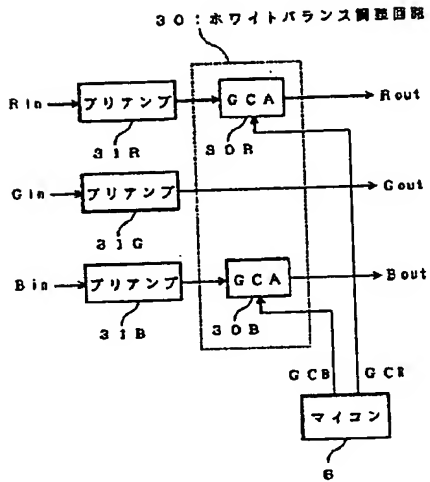 30:ホワイトバランス調整回路
Rin
プリアンプ
GCA
Rout
31R
30R
Gin
プリアンプ
Gout
31G
Bin
プリアンプ
GCA
Bout
31B
30B
GCB
GCR
マイコン
6